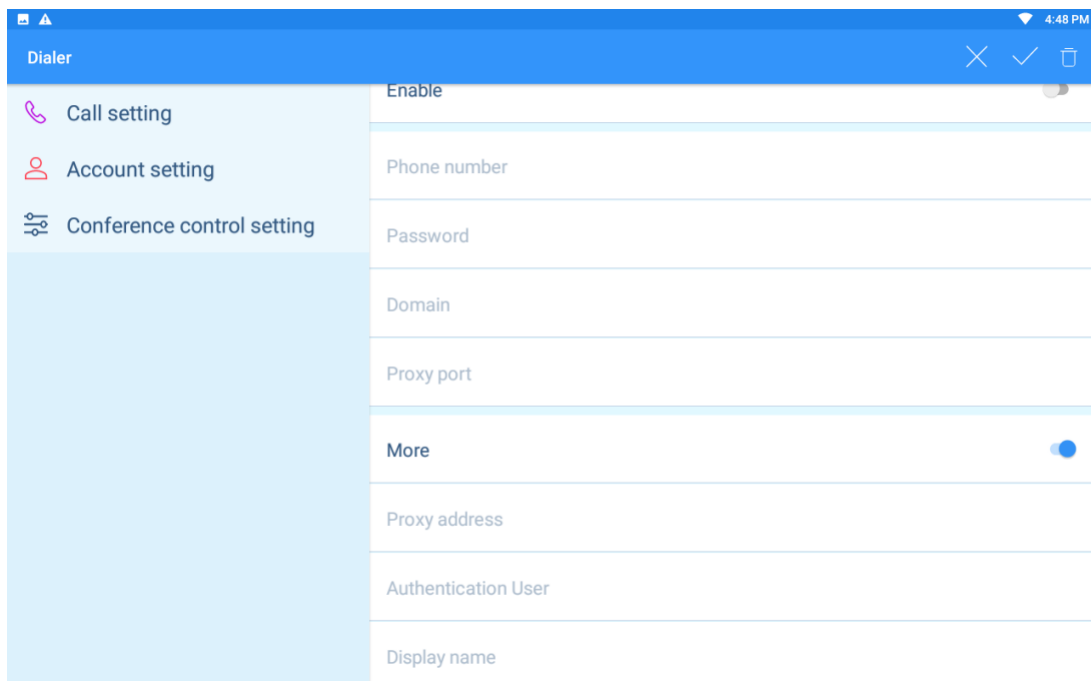 4:48 PM
Dialer
Call setting
Account setting
Conference control setting
Enable
Phone number
Password
Domain
Proxy port
More
Proxy address
Authentication User
Display name